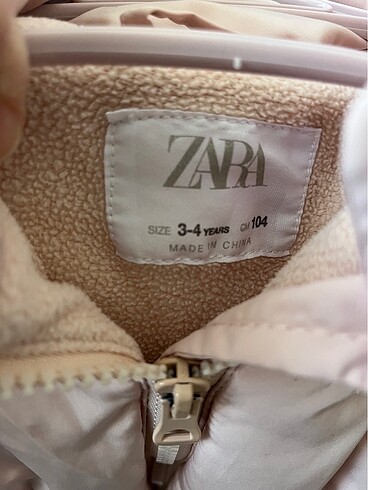 ZARA
SIZE 3-4 YEARS CM 104
MADE IN CHINA